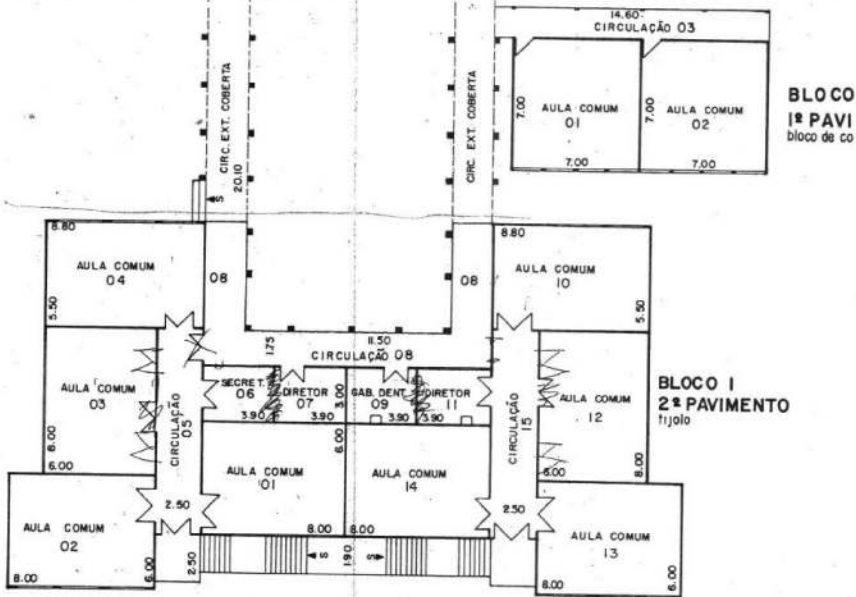 14.60
CIRCULAÇÃO 03
CIRC. EXT. COBERTA
CIRC. EXT. COBERTA
7.00
AULA COMUM
01
7.00
7.00
AULA COMUM
02
7.00
BLOCO
1º PAVI
bloco de co
S
20.10
8.80
AULA COMUM
04
5.50
08
08
8.80
AULA COMUM
10
5.50
1.75
11.50
CIRCULAÇÃO 08
AULA COMUM
03
8.00
6.00
CIRCULAÇÃO
05
SECRET.
06
3.90
DIRETOR
07
3.90
3.00
GAB. DENT.
09
3.90
DIRETOR
11
3.90
CIRCULAÇÃO
15
AULA COMUM
12
6.00
8.00
BLOCO 1
2º PAVIMENTO
tijolo
6.00
AULA COMUM
01
8.00
AULA COMUM
14
8.00
2.50
2.50
AULA COMUM
02
8.00
6.00
2.50
S
1.90
S
AULA COMUM
13
8.00
6.00